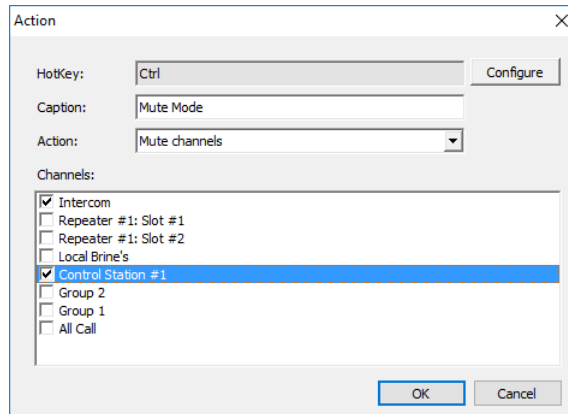 Action
HotKey: Ctrl Configure
Caption: Mute Mode
Action: Mute channels
Channels:
Intercom
Repeater #1: Slot #1
Repeater #1: Slot #2
Local Brine's
Control Station #1
Group 2
Group 1
All Call
OK Cancel